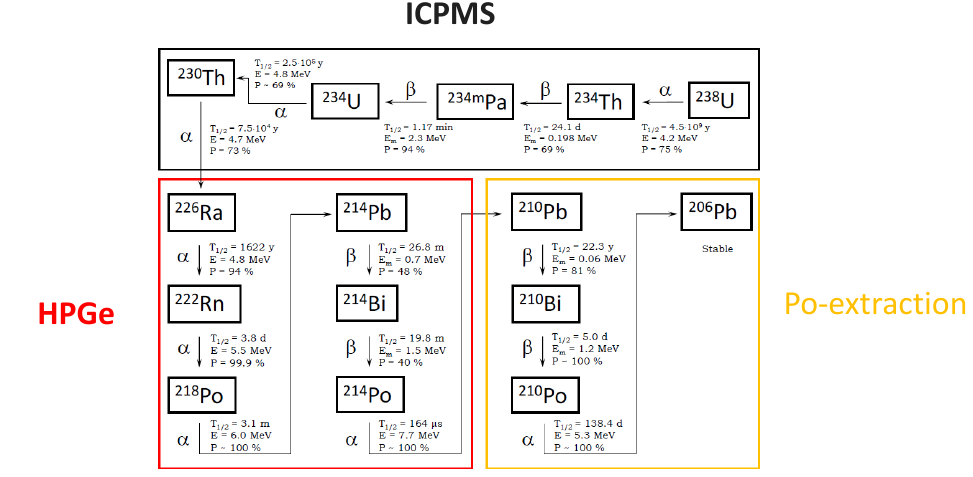 ICPMS
²³⁰Th
T₁/₂ = 2.5·10⁵ y
E = 4.8 MeV
P ~ 69 %
α
²³⁴U
β
²³⁴ᵐPa
β
²³⁴Th
α
²³⁸U
α
T₁/₂ = 7.5·10⁴ y
E = 4.7 MeV
P = 73 %
T₁/₂ = 1.17 min
Eₘ = 2.3 MeV
P = 94 %
T₁/₂ = 24.1 d
Eₘ = 0.198 MeV
P = 69 %
T₁/₂ = 4.5·10⁹ y
E = 4.2 MeV
P = 75 %
HPGe
²²⁶Ra
α
T₁/₂ = 1622 y
E = 4.8 MeV
P = 94 %
²²²Rn
α
T₁/₂ = 3.8 d
E = 5.5 MeV
P = 99.9 %
²¹⁸Po
α
T₁/₂ = 3.1 m
E = 6.0 MeV
P ~ 100 %
²¹⁴Pb
β
T₁/₂ = 26.8 m
Eₘ = 0.7 MeV
P = 48 %
²¹⁴Bi
β
T₁/₂ = 19.8 m
Eₘ = 1.5 MeV
P = 40 %
²¹⁴Po
α
T₁/₂ = 164 µs
E = 7.7 MeV
P ~ 100 %
²¹⁰Pb
β
T₁/₂ = 22.3 y
Eₘ = 0.06 MeV
P = 81 %
²¹⁰Bi
β
T₁/₂ = 5.0 d
Eₘ = 1.2 MeV
P ~ 100 %
²¹⁰Po
α
T₁/₂ = 138.4 d
E = 5.3 MeV
P ~ 100 %
²⁰⁶Pb
Stable
Po-extraction